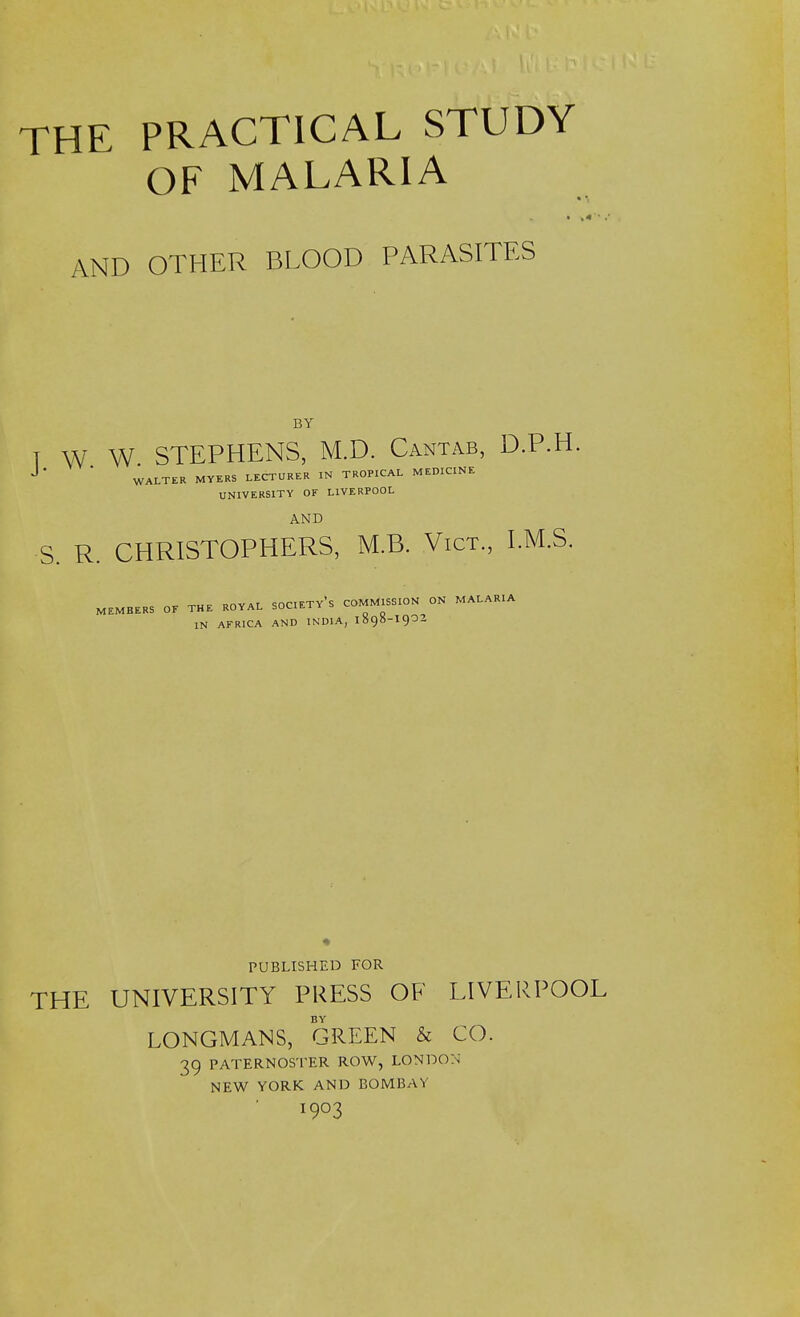 THE PRACTICAL STUDY
OF MALARIA
AND OTHER BLOOD PARASITES
BY
J. W. W. STEPHENS, M.D. CANTAB, D.P.H.
WALTER MYERS LECTURER IN TROPICAL MEDICINE
UNIVERSITY OF LIVERPOOL
AND
S. R. CHRISTOPHERS, M.B. VICT., I.M.S.
MEMBERS OF THE ROYAL SOCIETY'S COMMISSION ON MALARIA
IN AFRICA AND INDIA, 1898-1902
PUBLISHED FOR
THE UNIVERSITY PRESS OF LIVERPOOL
BY
LONGMANS, GREEN & CO.
39 PATERNOSTER ROW, LONDON
NEW YORK AND BOMBAY
1903